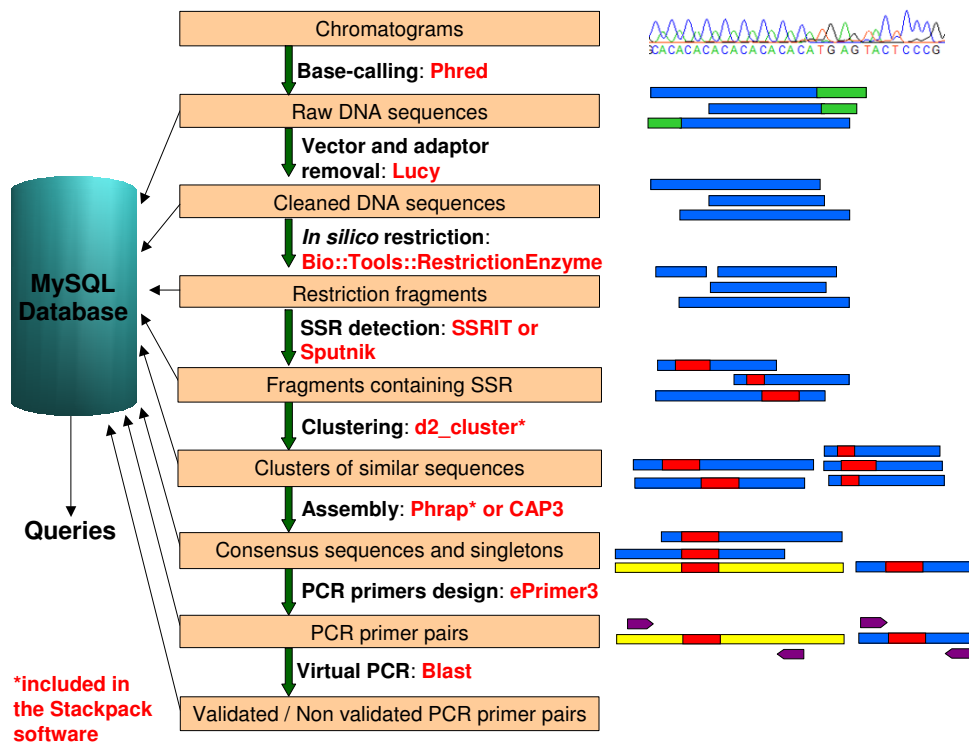 Chromatograms
CACACACACACACACACATGAGTACTCCCG
Base-calling: Phred
Raw DNA sequences
Vector and adaptor
removal: Lucy
Cleaned DNA sequences
In silico restriction:
Bio::Tools::RestrictionEnzyme
MySQL
Database
Restriction fragments
SSR detection: SSRIT or
Sputnik
Fragments containing SSR
Clustering: d2_cluster*
Clusters of similar sequences
Assembly: Phrap* or CAP3
Queries
Consensus sequences and singletons
PCR primers design: ePrimer3
PCR primer pairs
Virtual PCR: Blast
*included in
the Stackpack
software
Validated / Non validated PCR primer pairs